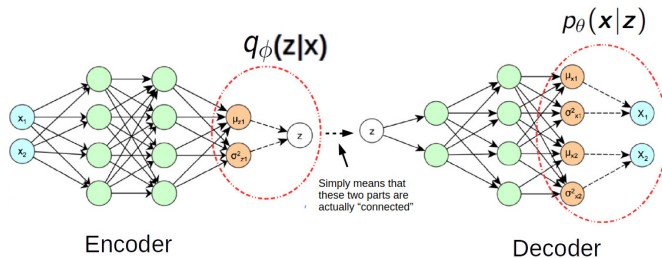 qϕ(z|x)
pθ(x|z)
x₁
x₂
μz1
σ²z1
z
z
μx1
σ²x1
μx2
σ²x2
X₁
X₂
Simply means that
these two parts are
actually “connected”
Encoder
Decoder